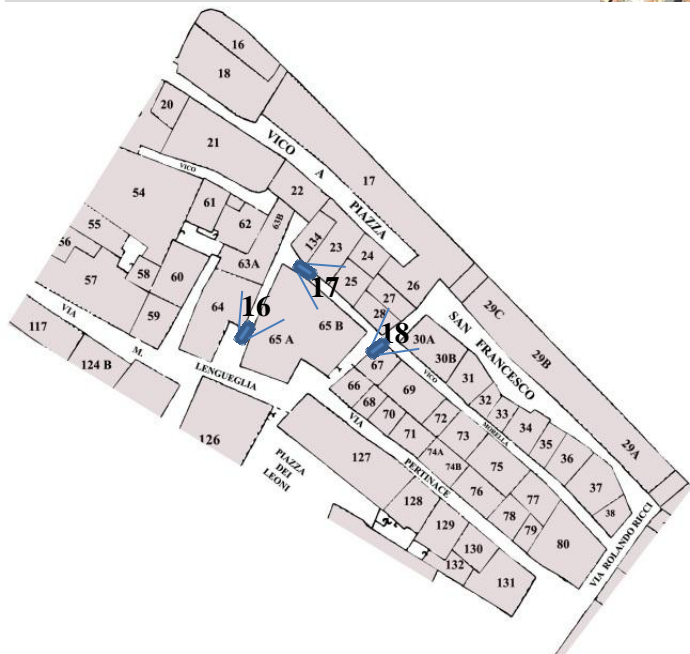 16
18
20
21
VICO A PIAZZA
17
VICO
22
54
61
62
63B
134
23
24
55
56
57
58
60
63A
64
59
25
26
27
28
29C
29B
29A
16
17
18
65 A
65 B
SAN FRANCESCO
30A
30B
31
32
33
34
35
36
37
38
VIA M. LENGUEGLIA
117
124 B
126
66
67
68
69
70
71
72
73
74A
74B
75
76
77
78
79
80
VICO MORELLA
VIA PERTINACE
PIAZZA
DEI
LEONI
127
128
129
130
131
132
VIA ROLANDO RICCI